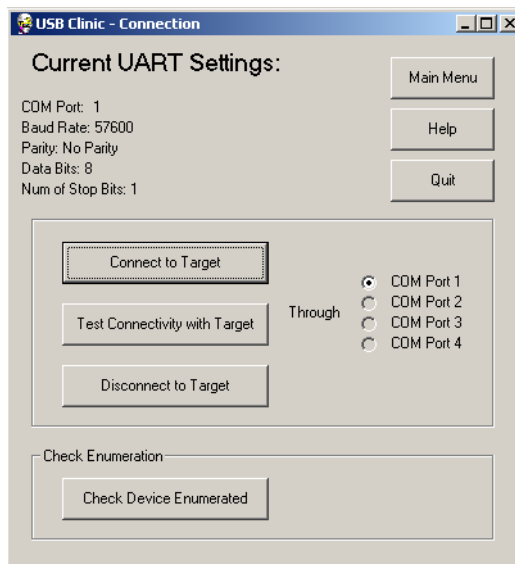 USB Clinic - Connection
Current UART Settings:
Main Menu
COM Port: 1
Baud Rate: 57600
Help
Parity: No Parity
Data Bits: 8
Quit
Num of Stop Bits: 1
Connect to Target
Test Connectivity with Target
Disconnect to Target
Through
COM Port 1
COM Port 2
COM Port 3
COM Port 4
Check Enumeration
Check Device Enumerated